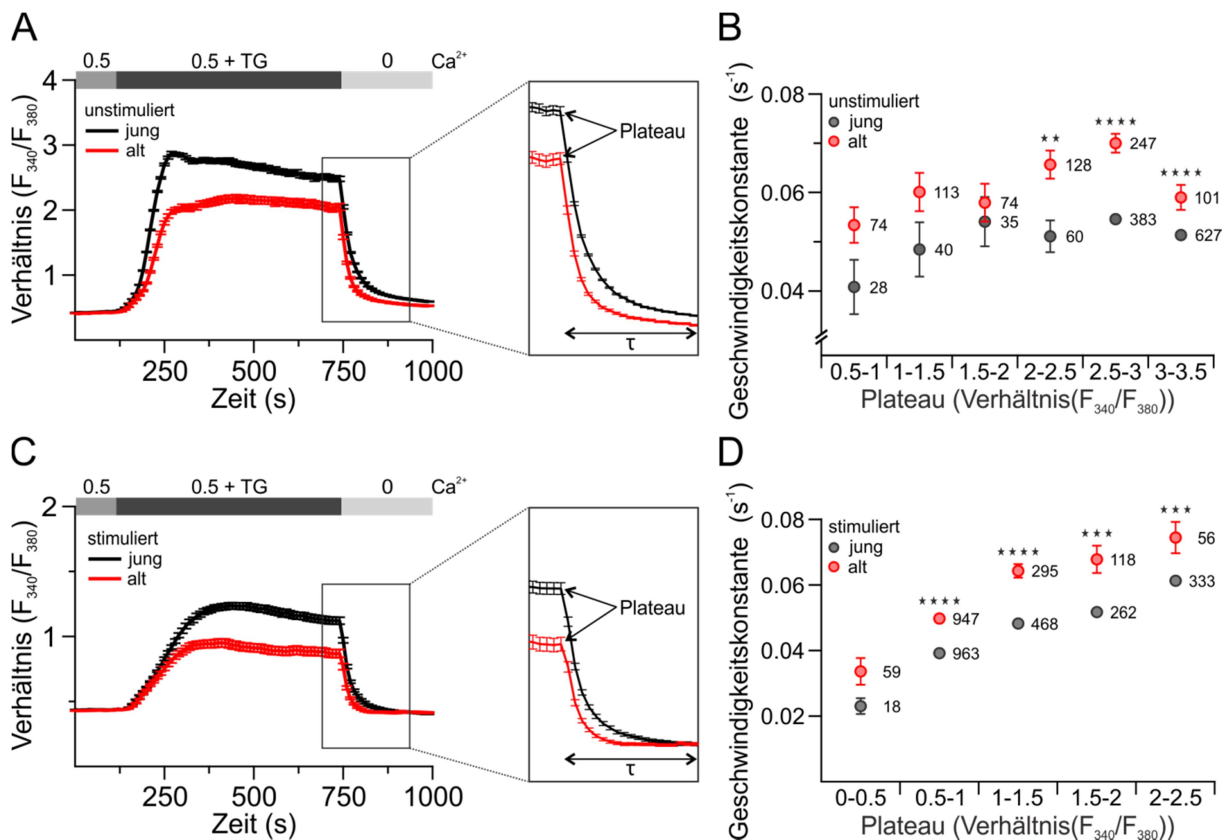 A
0.5 0.5 + TG 0 Ca²⁺
4
3
2
1
Verhältnis (F₃₄₀/F₃₈₀)
unstimuliert
jung
alt
250 500 750 1000
Zeit (s)
Plateau
τ
B
Geschwindigkeitskonstante (s⁻¹)
0.08
0.06
0.04
unstimuliert
jung
alt
74
28
113
40
74
35
★★
128
60
★★★★
247
383
★★★★
101
627
0.5-1 1-1.5 1.5-2 2-2.5 2.5-3 3-3.5
Plateau (Verhältnis(F₃₄₀/F₃₈₀))
C
0.5 0.5 + TG 0 Ca²⁺
2
1
Verhältnis (F₃₄₀/F₃₈₀)
stimuliert
jung
alt
250 500 750 1000
Zeit (s)
Plateau
τ
D
Geschwindigkeitskonstante (s⁻¹)
0.08
0.06
0.04
0.02
stimuliert
jung
alt
59
18
★★★★
947
963
★★★★
295
468
★★★
118
262
★★★
56
333
0-0.5 0.5-1 1-1.5 1.5-2 2-2.5
Plateau (Verhältnis(F₃₄₀/F₃₈₀))